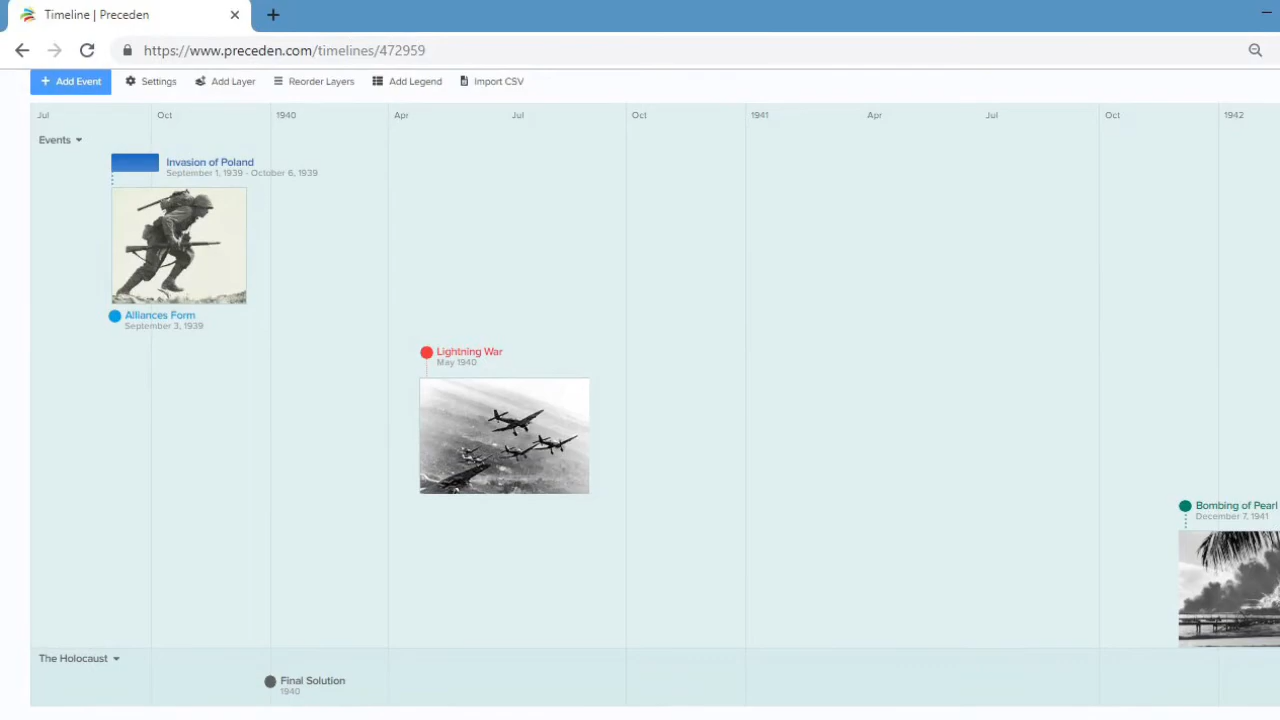 Timeline | Preceden
https://www.preceden.com/timelines/472959
+ Add Event Settings Add Layer Reorder Layers Add Legend Import CSV
Jul Oct 1940 Apr Jul Oct 1941 Apr Jul Oct 1942
Events
Invasion of Poland
September 1, 1939 - October 6, 1939
Alliances Form
September 3, 1939
Lightning War
May 1940
Bombing of Pearl
December 7, 1941
The Holocaust
Final Solution
1940